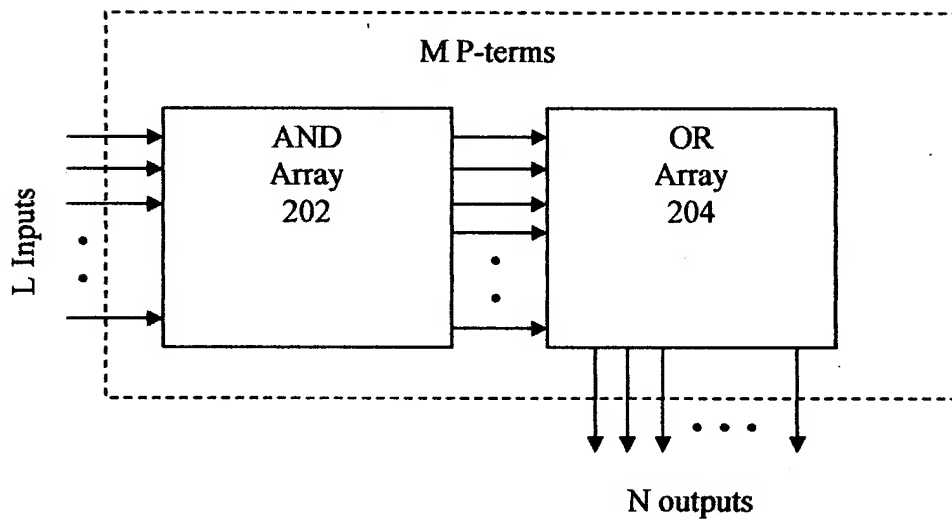 M P-terms
AND
Array
202
OR
Array
204
L Inputs
N outputs